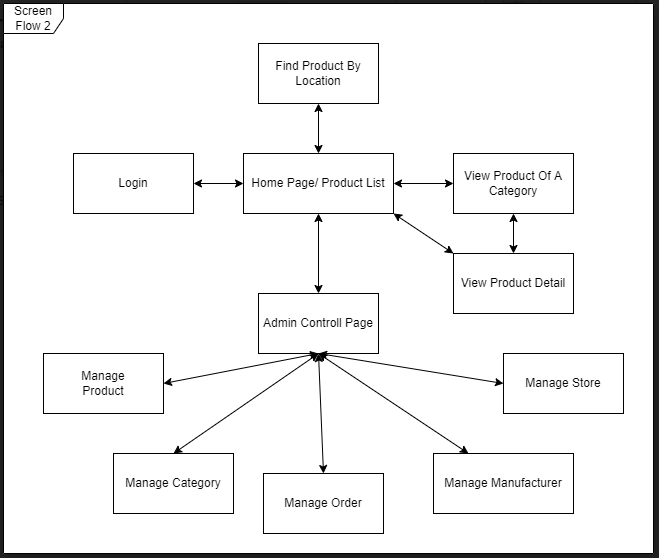 Screen
Flow 2
Find Product By
Location
Login
Home Page/ Product List
View Product Of A
Category
View Product Detail
Admin Controll Page
Manage
Product
Manage Store
Manage Category
Manage Order
Manage Manufacturer